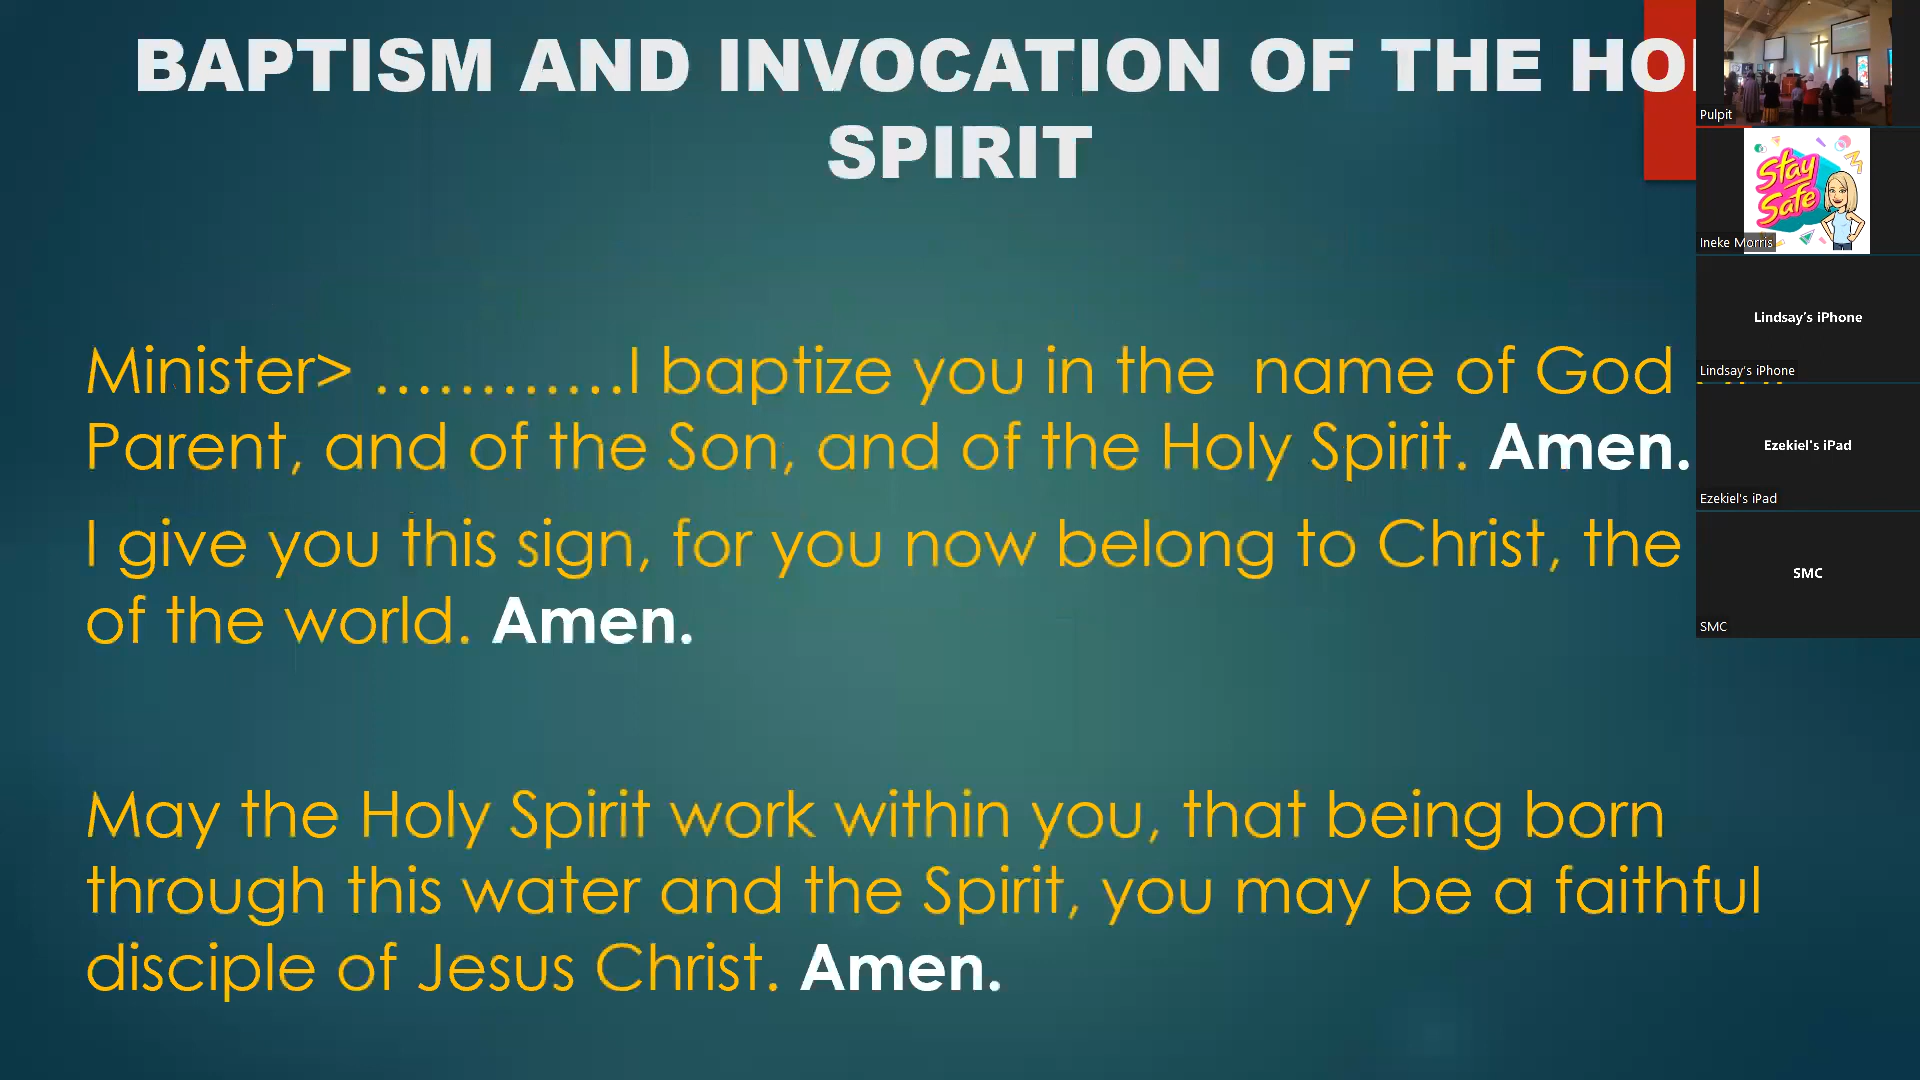 BAPTISM AND INVOCATION OF THE HO
SPIRIT
Minister> ............I baptize you in the name of God
Parent, and of the Son, and of the Holy Spirit. Amen.
I give you this sign, for you now belong to Christ, the
of the world. Amen.
May the Holy Spirit work within you, that being born
through this water and the Spirit, you may be a faithful
disciple of Jesus Christ. Amen.
Pulpit
Stay
Safe
Ineke Morris
Lindsay's iPhone
Lindsay's iPhone
Ezekiel's iPad
Ezekiel's iPad
SMC
SMC